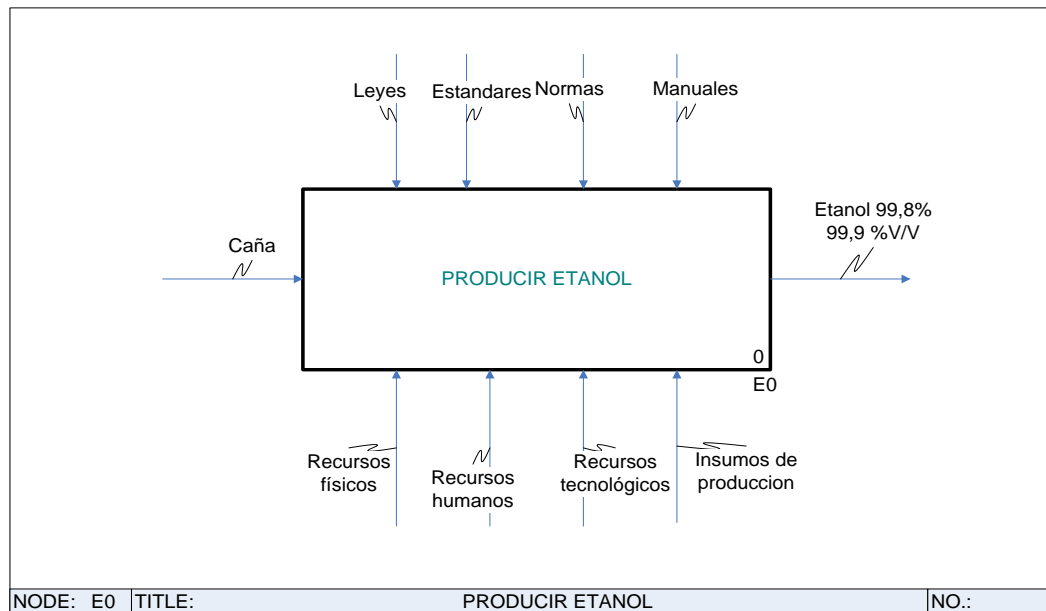 Leyes
Estandares
Normas
Manuales
Caña
PRODUCIR ETANOL
Etanol 99,8%
99,9 %V/V
0
E0
Recursos
físicos
Recursos
humanos
Recursos
tecnológicos
Insumos de
produccion
NODE: E0
TITLE:
PRODUCIR ETANOL
NO.: